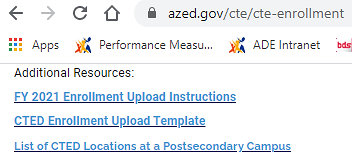 azed.gov/cte/cte-enrollment
Apps Performance Measu... ADE Intranet bds
Additional Resources:
FY 2021 Enrollment Upload Instructions
CTED Enrollment Upload Template
List of CTED Locations at a Postsecondary Campus